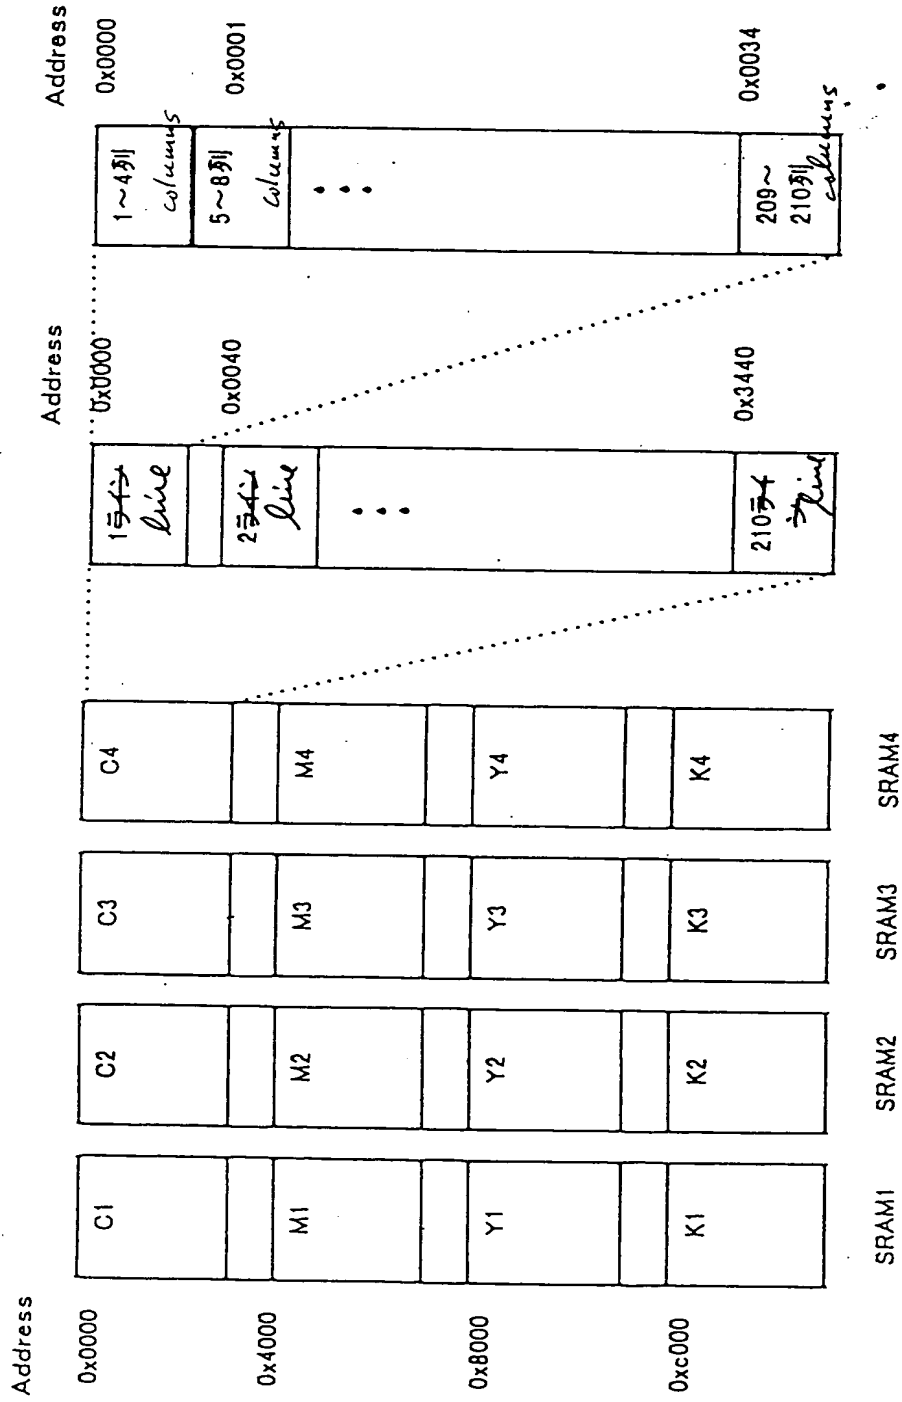 Address
0x0000
0x4000
0x8000
0xc000
C1
M1
Y1
K1
SRAM1
C2
M2
Y2
K2
SRAM2
C3
M3
Y3
K3
SRAM3
C4
M4
Y4
K4
SRAM4
1ライン
line
2ライン
line
210ライ
ン line
Address
0x0000
0x0040
0x3440
1～4列
columns
5～8列
columns
209～
210列
columns
Address
0x0000
0x0001
0x0034